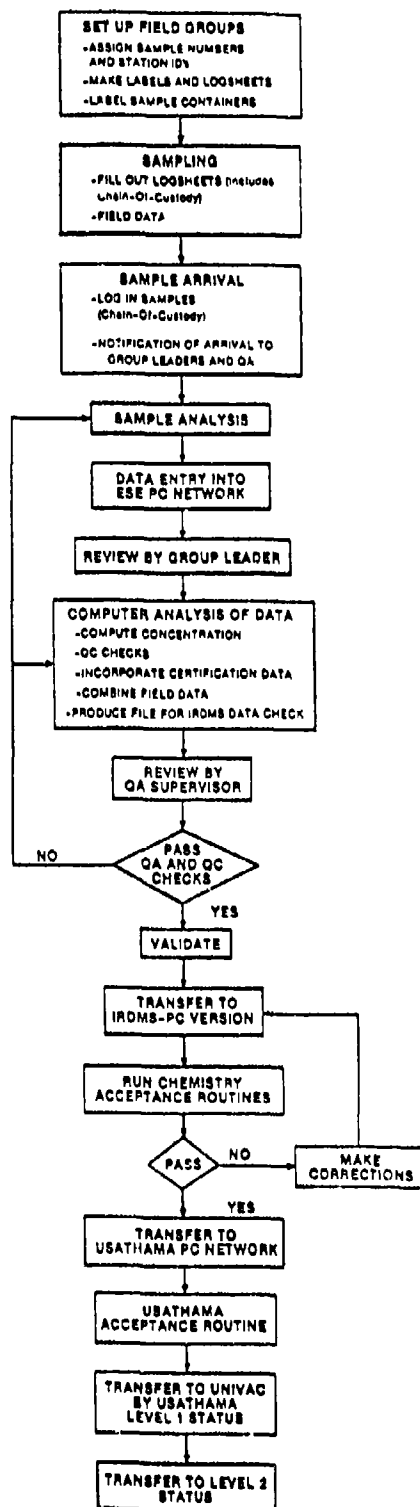 SET UP FIELD GROUPS
-ASSIGN SAMPLE NUMBERS
AND STATION IDs
-MAKE LABELS AND LOGSHEETS
-LABEL SAMPLE CONTAINERS
SAMPLING
-FILL OUT LOGSHEETS (Includes
Chain-Of-Custody)
-FIELD DATA
SAMPLE ARRIVAL
-LOG IN SAMPLES
(Chain-Of-Custody)
-NOTIFICATION OF ARRIVAL TO
GROUP LEADERS AND QA
SAMPLE ANALYSIS
DATA ENTRY INTO
ESE PC NETWORK
REVIEW BY GROUP LEADER
COMPUTER ANALYSIS OF DATA
-COMPUTE CONCENTRATION
-QC CHECKS
-INCORPORATE CERTIFICATION DATA
-COMBINE FIELD DATA
-PRODUCE FILE FOR IRDMS DATA CHECK
REVIEW BY
QA SUPERVISOR
NO
PASS
QA AND QC
CHECKS
YES
VALIDATE
TRANSFER TO
IRDMS-PC VERSION
RUN CHEMISTRY
ACCEPTANCE ROUTINES
PASS
NO
MAKE
CORRECTIONS
YES
TRANSFER TO
USATHAMA PC NETWORK
USATHAMA
ACCEPTANCE ROUTINE
TRANSFER TO UNIVAC
BY USATHAMA
LEVEL 1 STATUS
TRANSFER TO LEVEL 2
STATUS